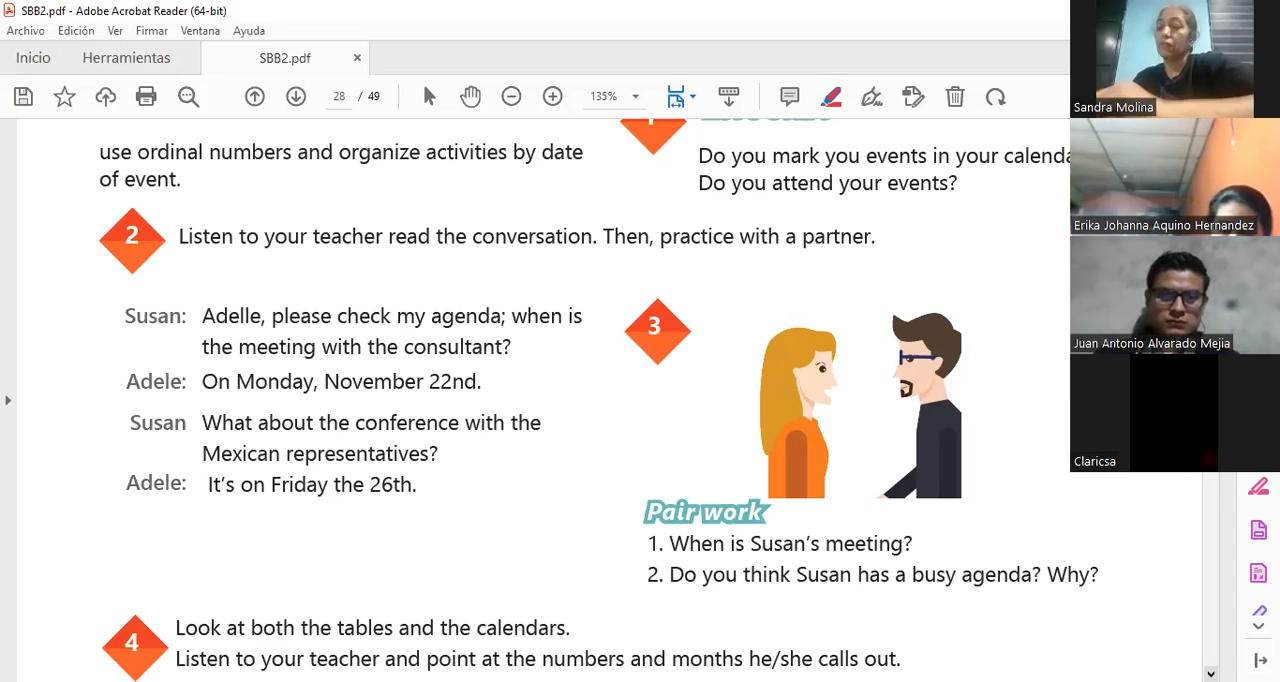 SBB2.pdf - Adobe Acrobat Reader (64-bit)
Archivo Edición Ver Firmar Ventana Ayuda
Inicio Herramientas SBB2.pdf ×
28 / 49 135%
use ordinal numbers and organize activities by date
of event.
Do you mark you events in your calenda
Do you attend your events?
2 Listen to your teacher read the conversation. Then, practice with a partner.
Susan: Adelle, please check my agenda; when is
the meeting with the consultant?
Adele: On Monday, November 22nd.
Susan What about the conference with the
Mexican representatives?
Adele: It's on Friday the 26th.
3
Pair work
1. When is Susan's meeting?
2. Do you think Susan has a busy agenda? Why?
4 Look at both the tables and the calendars.
Listen to your teacher and point at the numbers and months he/she calls out.
Sandra Molina
Erika Johanna Aquino Hernandez
Juan Antonio Alvarado Mejia
Claricsa